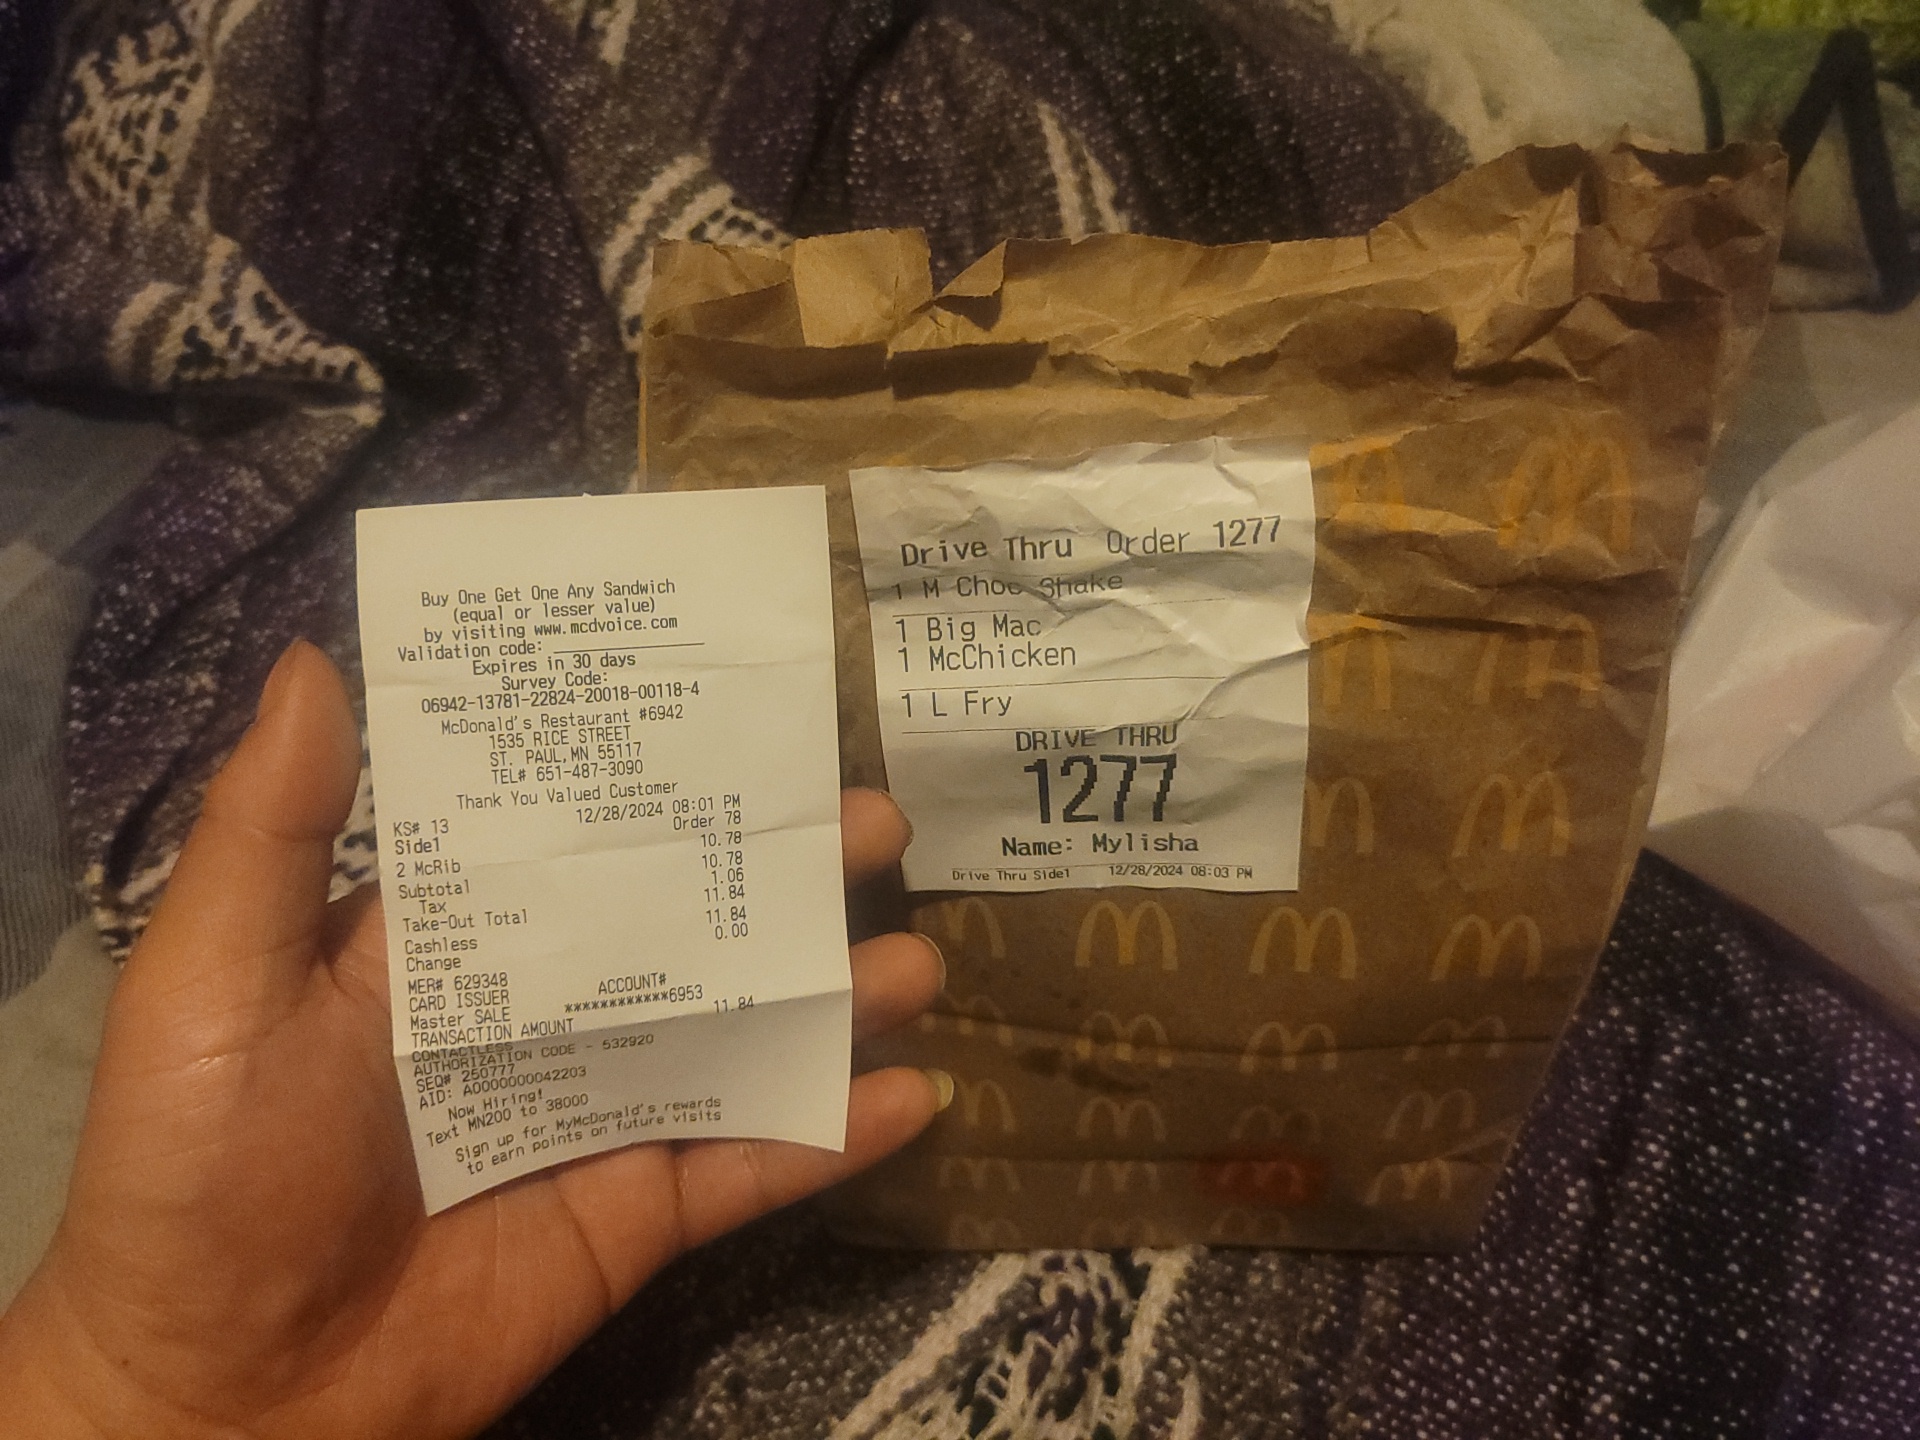 Buy One Get One Any Sandwich
(equal or lesser value)
by visiting www.mcdvoice.com
Validation code: ____________
Expires in 30 days
Survey Code:
06942-13781-22824-20018-00118-4
McDonald's Restaurant #6942
1535 RICE STREET
ST. PAUL,MN 55117
TEL# 651-487-3090
Thank You Valued Customer
KS# 13 12/28/2024 08:01 PM
Side1 Order 78
2 McRib 10.78
Subtotal 10.78
Tax 1.06
Take-Out Total 11.84
Cashless 11.84
Change 0.00
MER# 629348
CARD ISSUER ACCOUNT#
Master SALE ************6953
TRANSACTION AMOUNT 11.84
CONTACTLESS
AUTHORIZATION CODE - 532920
SEQ# 250777
AID: A0000000042203
Now Hiring!
Text MN200 to 38000
Sign up for MyMcDonald's rewards
to earn points on future visits
Drive Thru Order 1277
1 M Choc Shake
1 Big Mac
1 McChicken
1 L Fry
DRIVE THRU
1277
Name: Mylisha
Drive Thru Side1 12/28/2024 08:03 PM